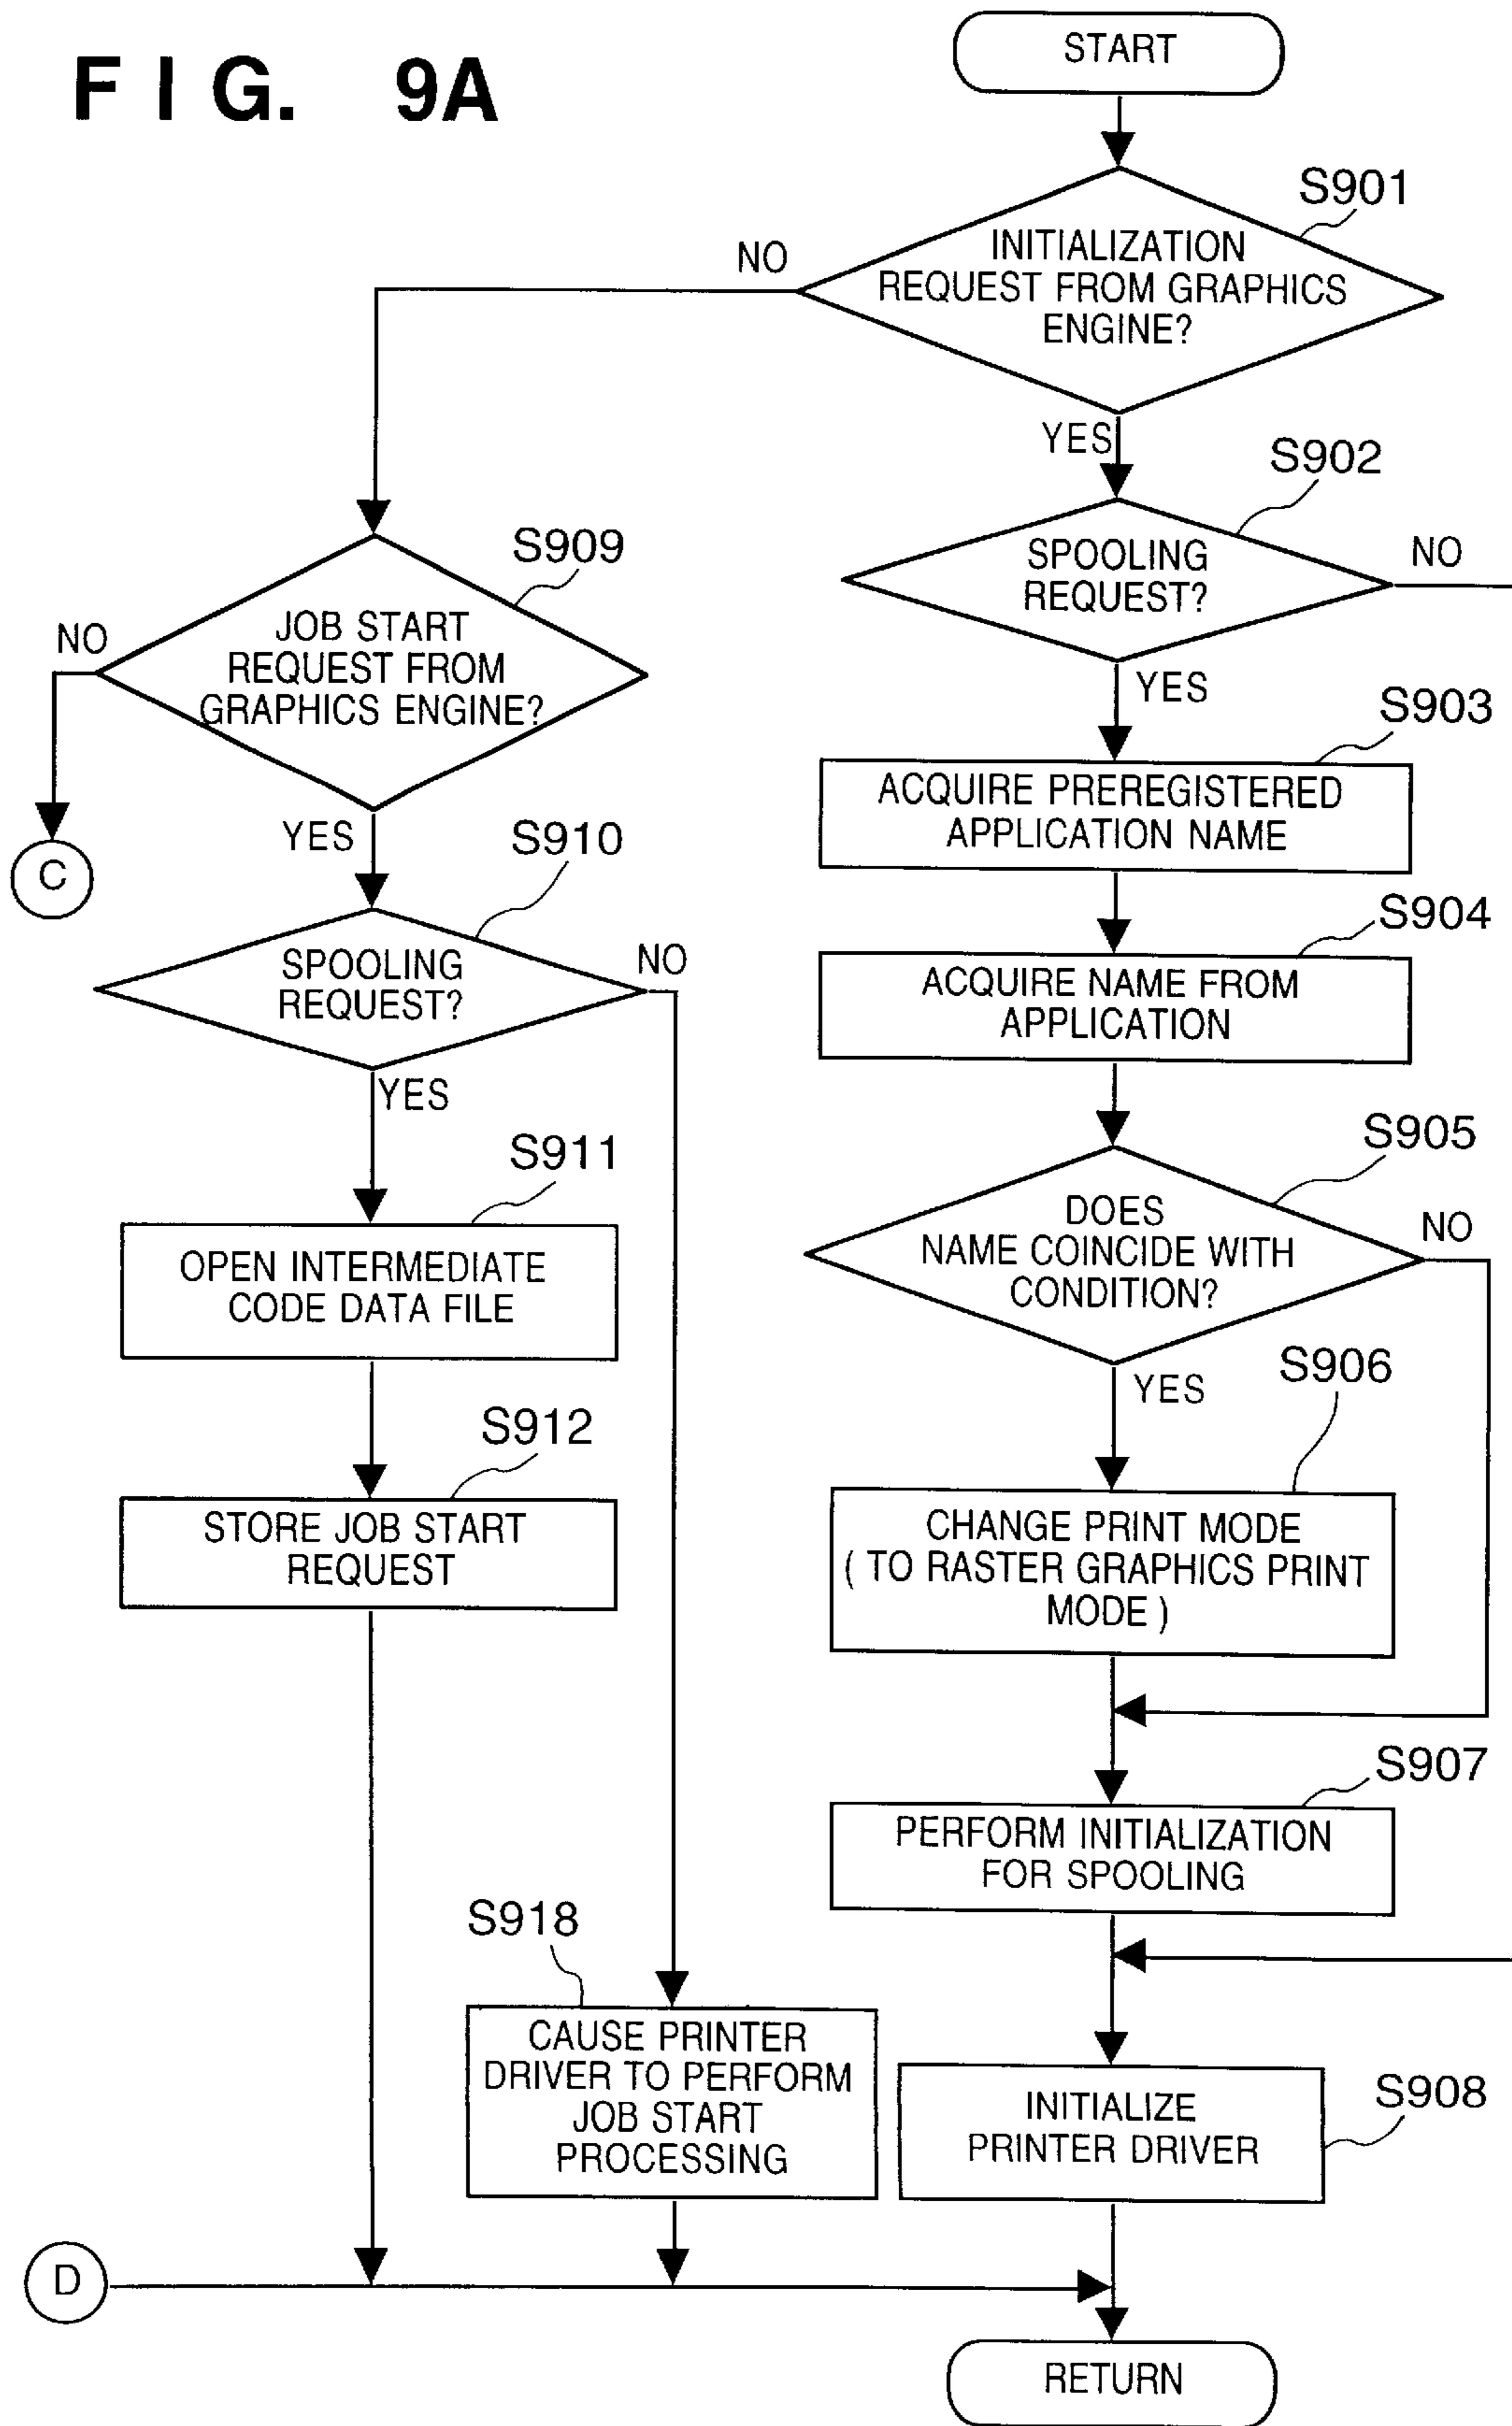 FIG. 9A
START
S901
INITIALIZATION
REQUEST FROM GRAPHICS
ENGINE?
NO
YES
S902
SPOOLING
REQUEST?
NO
YES
S903
ACQUIRE PREREGISTERED
APPLICATION NAME
S904
ACQUIRE NAME FROM
APPLICATION
S905
DOES
NAME COINCIDE WITH
CONDITION?
NO
YES
S906
CHANGE PRINT MODE
( TO RASTER GRAPHICS PRINT
MODE )
S907
PERFORM INITIALIZATION
FOR SPOOLING
S908
INITIALIZE
PRINTER DRIVER
S909
JOB START
REQUEST FROM
GRAPHICS ENGINE?
NO
C
YES
S910
SPOOLING
REQUEST?
NO
YES
S911
OPEN INTERMEDIATE
CODE DATA FILE
S912
STORE JOB START
REQUEST
S918
CAUSE PRINTER
DRIVER TO PERFORM
JOB START
PROCESSING
D
RETURN